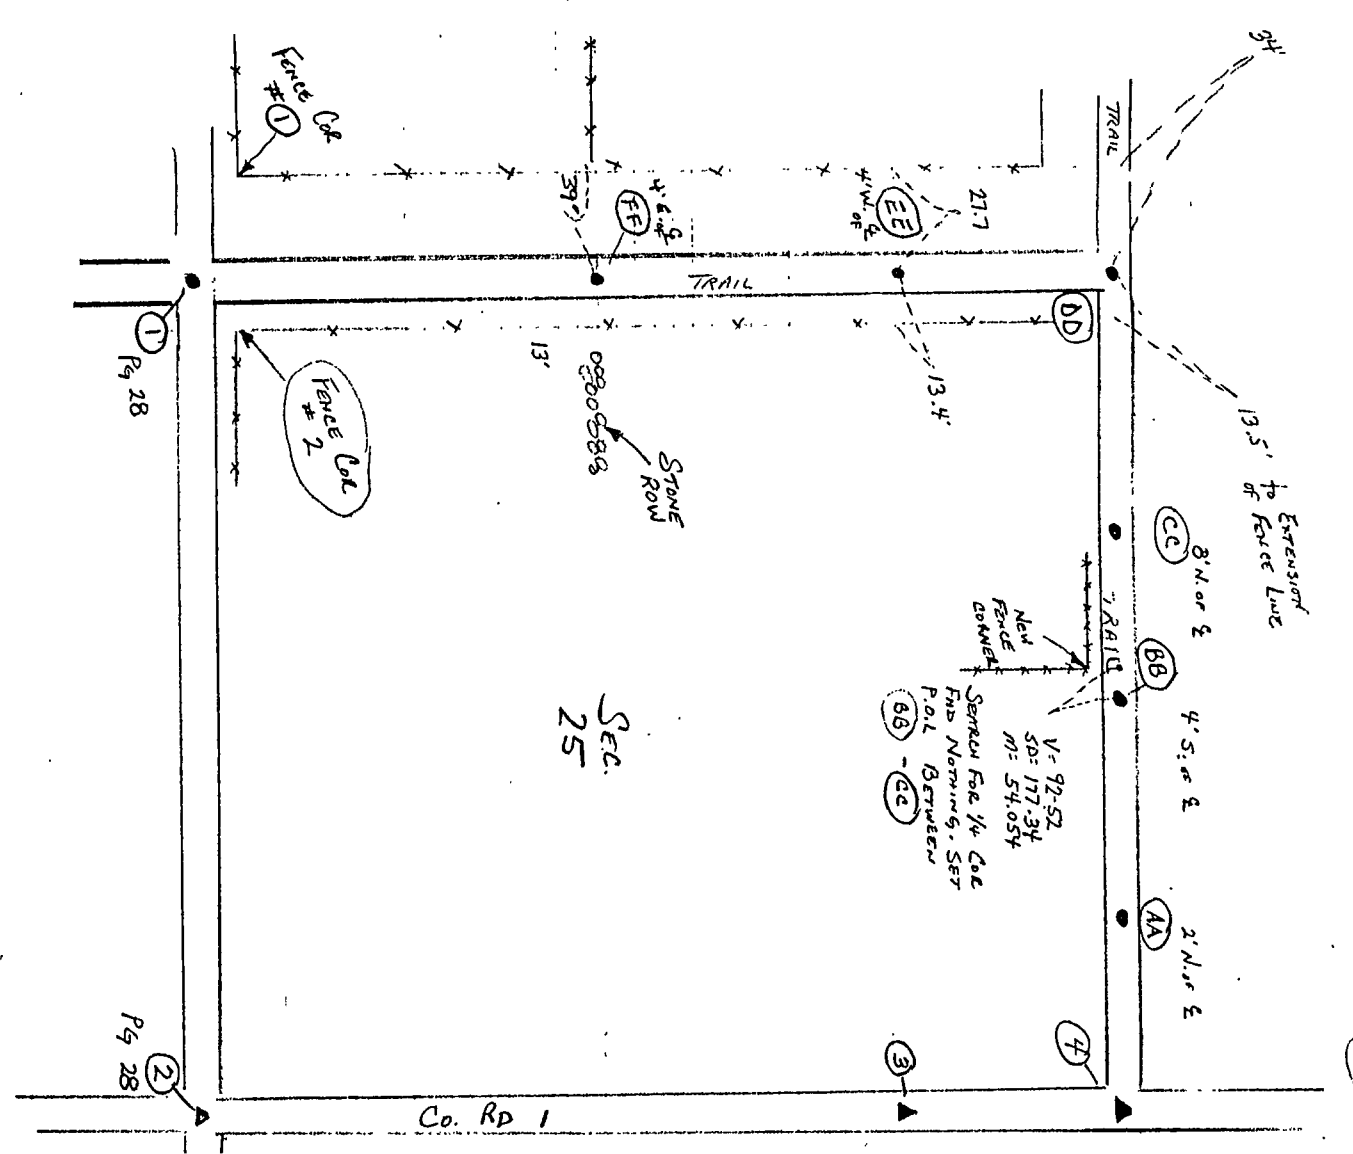 34'
TRAIL
FENCE COR
# 1
27.7
EE
4' W. OF ℄
FF
4' E. OF ℄
39'
TRAIL
DD
1
PG 28
13'
13.4'
FENCE COR
# 2
STONE
ROW
13.5' to EXTENSION
of FENCE LINE
CC
8' N. OF ℄
TRAIL
NEW
FENCE
CORNER
BB
4' S. OF ℄
V= 92-52
SD= 177.34
M= 54.054
SEARCH FOR 1/4 COR
FND NOTHING. SET
P.O.L BETWEEN
BB - CC
SEC.
25
AA
2' N. OF ℄
4
3
2
PG 28
CO. RD 1